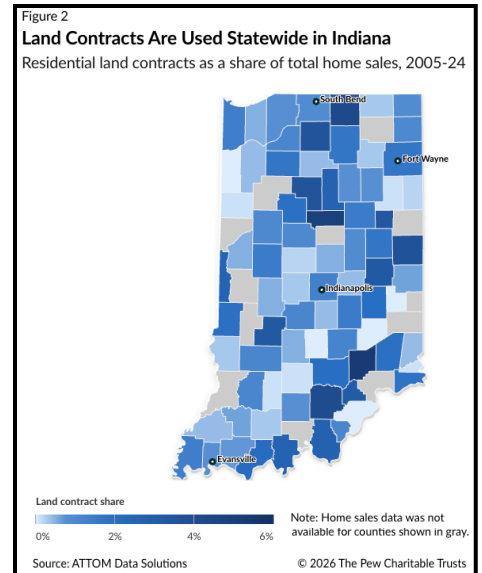 Figure 2
Land Contracts Are Used Statewide in Indiana
Residential land contracts as a share of total home sales, 2005-24
South Bend
Fort Wayne
Indianapolis
Evansville
Land contract share
0% 2% 4% 6%
Note: Home sales data was not
available for counties shown in gray.
Source: ATTOM Data Solutions
© 2026 The Pew Charitable Trusts